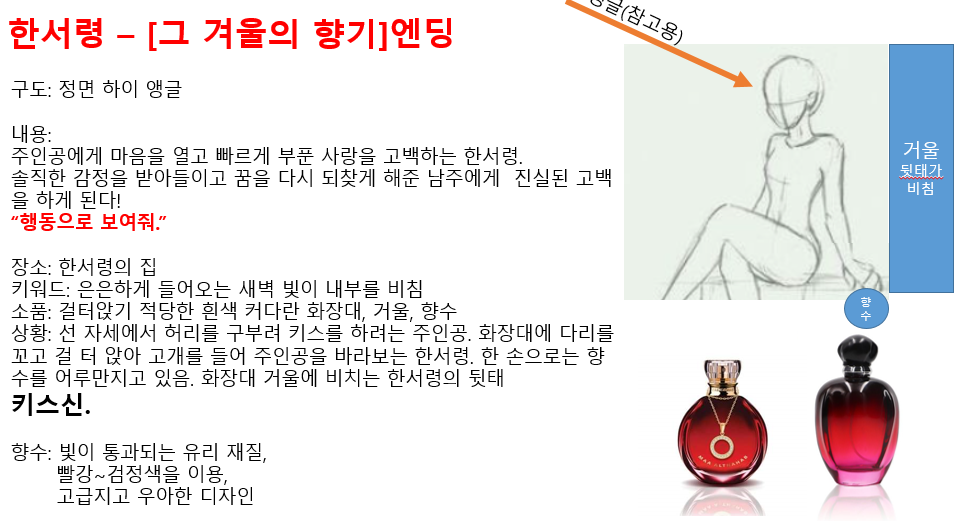 한서령 – [그 겨울의 향기]엔딩
앵글(참고용)
구도: 정면 하이 앵글
내용:
주인공에게 마음을 열고 빠르게 부푼 사랑을 고백하는 한서령.
솔직한 감정을 받아들이고 꿈을 다시 되찾게 해준 남주에게 진실된 고백
을 하게 된다!
“행동으로 보여줘.”
장소: 한서령의 집
키워드: 은은하게 들어오는 새벽 빛이 내부를 비침
소품: 걸터앉기 적당한 흰색 커다란 화장대, 거울, 향수
상황: 선 자세에서 허리를 구부려 키스를 하려는 주인공. 화장대에 다리를
꼬고 걸 터 앉아 고개를 들어 주인공을 바라보는 한서령. 한 손으로는 향
수를 어루만지고 있음. 화장대 거울에 비치는 한서령의 뒷태
키스신.
향수: 빛이 통과되는 유리 재질,
빨강~검정색을 이용,
고급지고 우아한 디자인
거울
뒷태가
비침
향
수